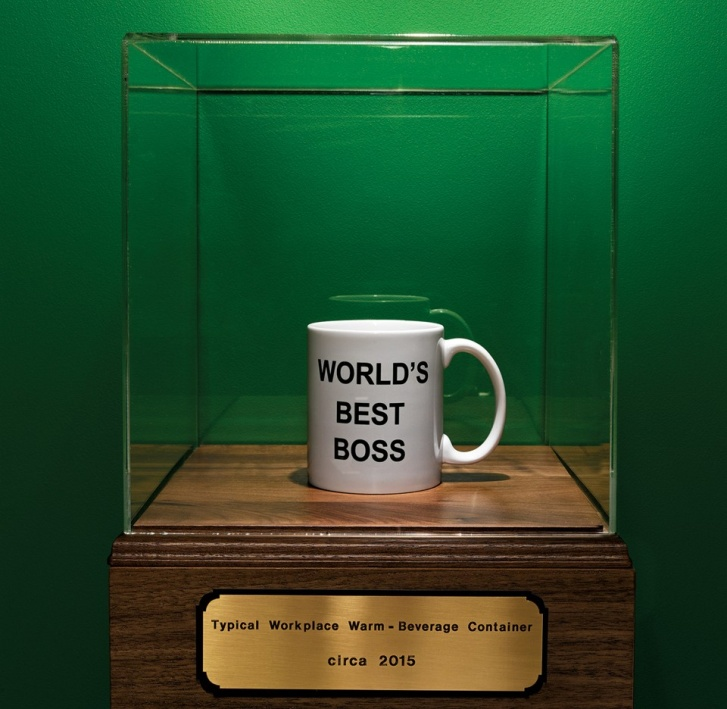 WORLD'S
BEST
BOSS
Typical Workplace Warm-Beverage Container
circa 2015